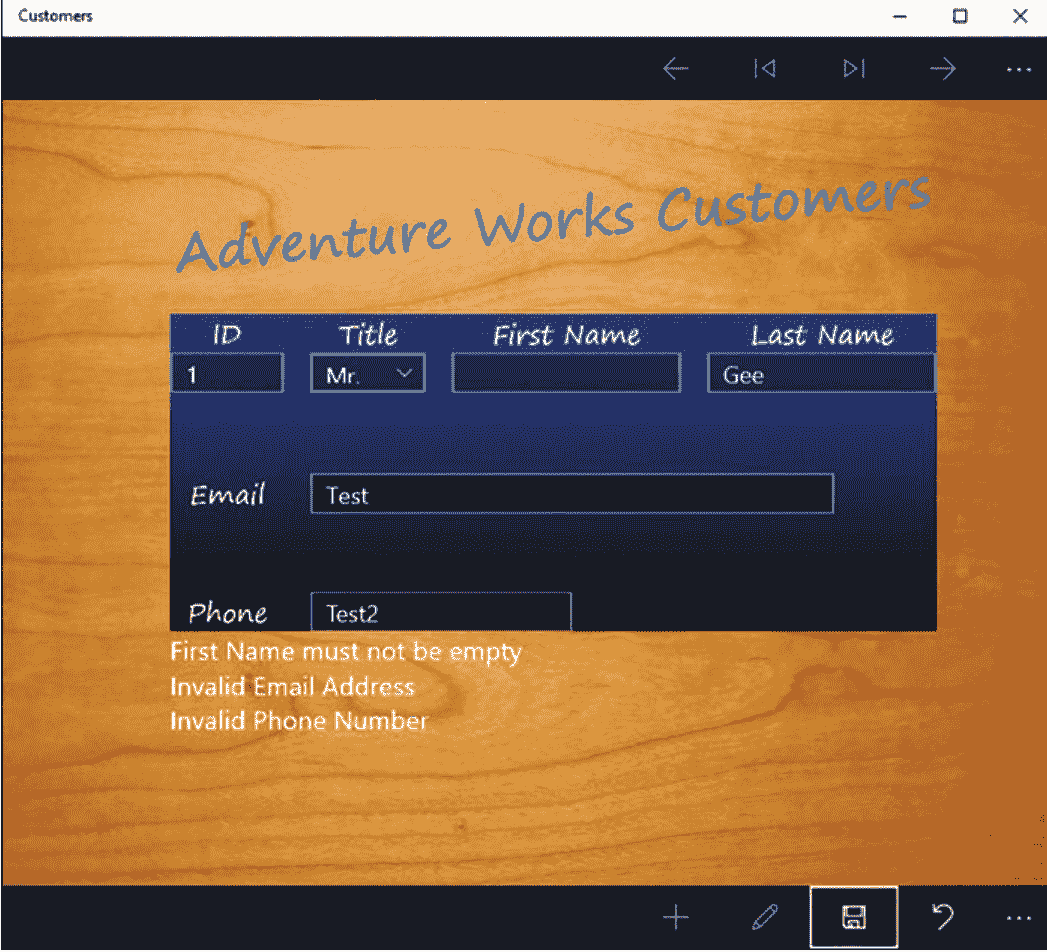 Customers
Adventure Works Customers
ID Title First Name Last Name
1 Mr. Gee
Email Test
Phone Test2
First Name must not be empty
Invalid Email Address
Invalid Phone Number